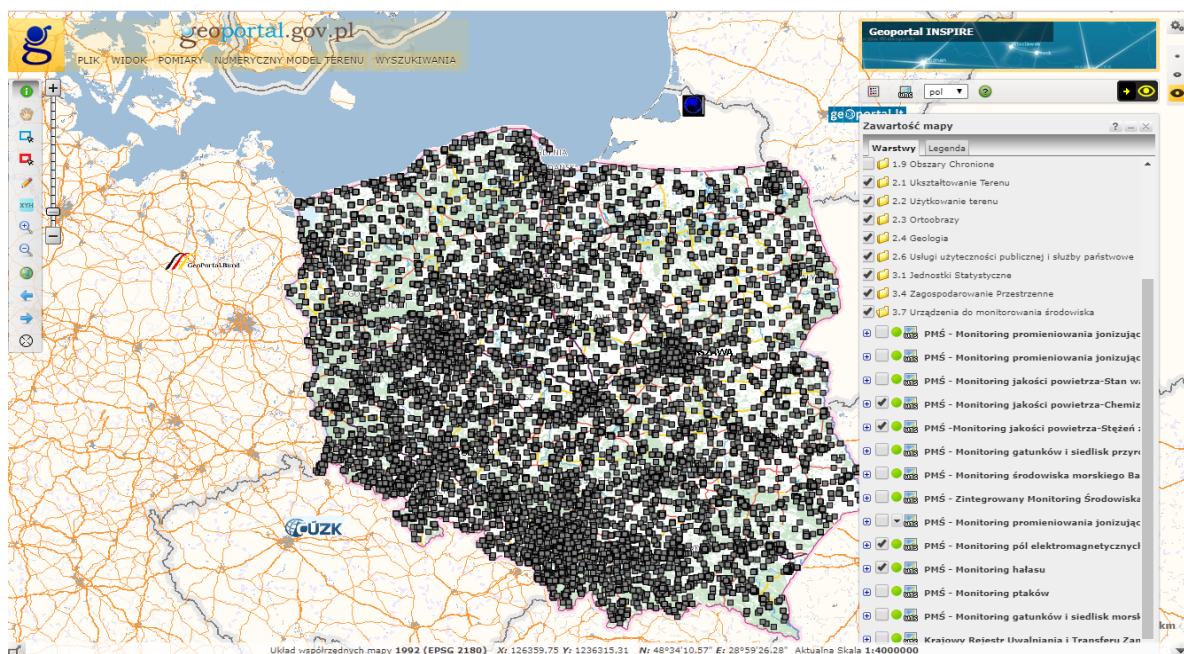 geoportal.gov.pl
PLIK WIDOK POMIARY NUMERYCZNY MODEL TERENU WYSZUKIWANIA
Geoportal INSPIRE
pol
geoportal.lt
Zawartość mapy
Warstwy Legenda
1.9 Obszary Chronione
2.1 Ukształtowanie Terenu
2.2 Użytkowanie terenu
2.3 Ortoobrazy
2.4 Geologia
2.6 Usługi użyteczności publicznej i służby państwowe
3.1 Jednostki Statystyczne
3.4 Zagospodarowanie Przestrzenne
3.7 Urządzenia do monitorowania środowiska
PMŚ - Monitoring promieniowania jonizując
PMŚ - Monitoring promieniowania jonizując
PMŚ - Monitoring jakości powietrza-Stan w
PMŚ - Monitoring jakości powietrza-Chemiz
PMŚ -Monitoring jakości powietrza-Stężeń
PMŚ - Monitoring gatunków i siedlisk przyro
PMŚ - Monitoring środowiska morskiego Ba
PMŚ - Zintegrowany Monitoring Środowiska
PMŚ - Monitoring promieniowania jonizując
PMŚ - Monitoring pól elektromagnetycznych
PMŚ - Monitoring hałasu
PMŚ - Monitoring ptaków
PMŚ - Monitoring gatunków i siedlisk morsk
Krajowy Rejestr Uwalniania i Transferu Zan
XYH
GeoPortal.Bund
ČÚZK
km
Układ współrzędnych mapy 1992 (EPSG 2180) X: 126359.75 Y: 1236315.31 N: 48°34'10.57" E: 28°59'26.28" Aktualna Skala 1:4000000